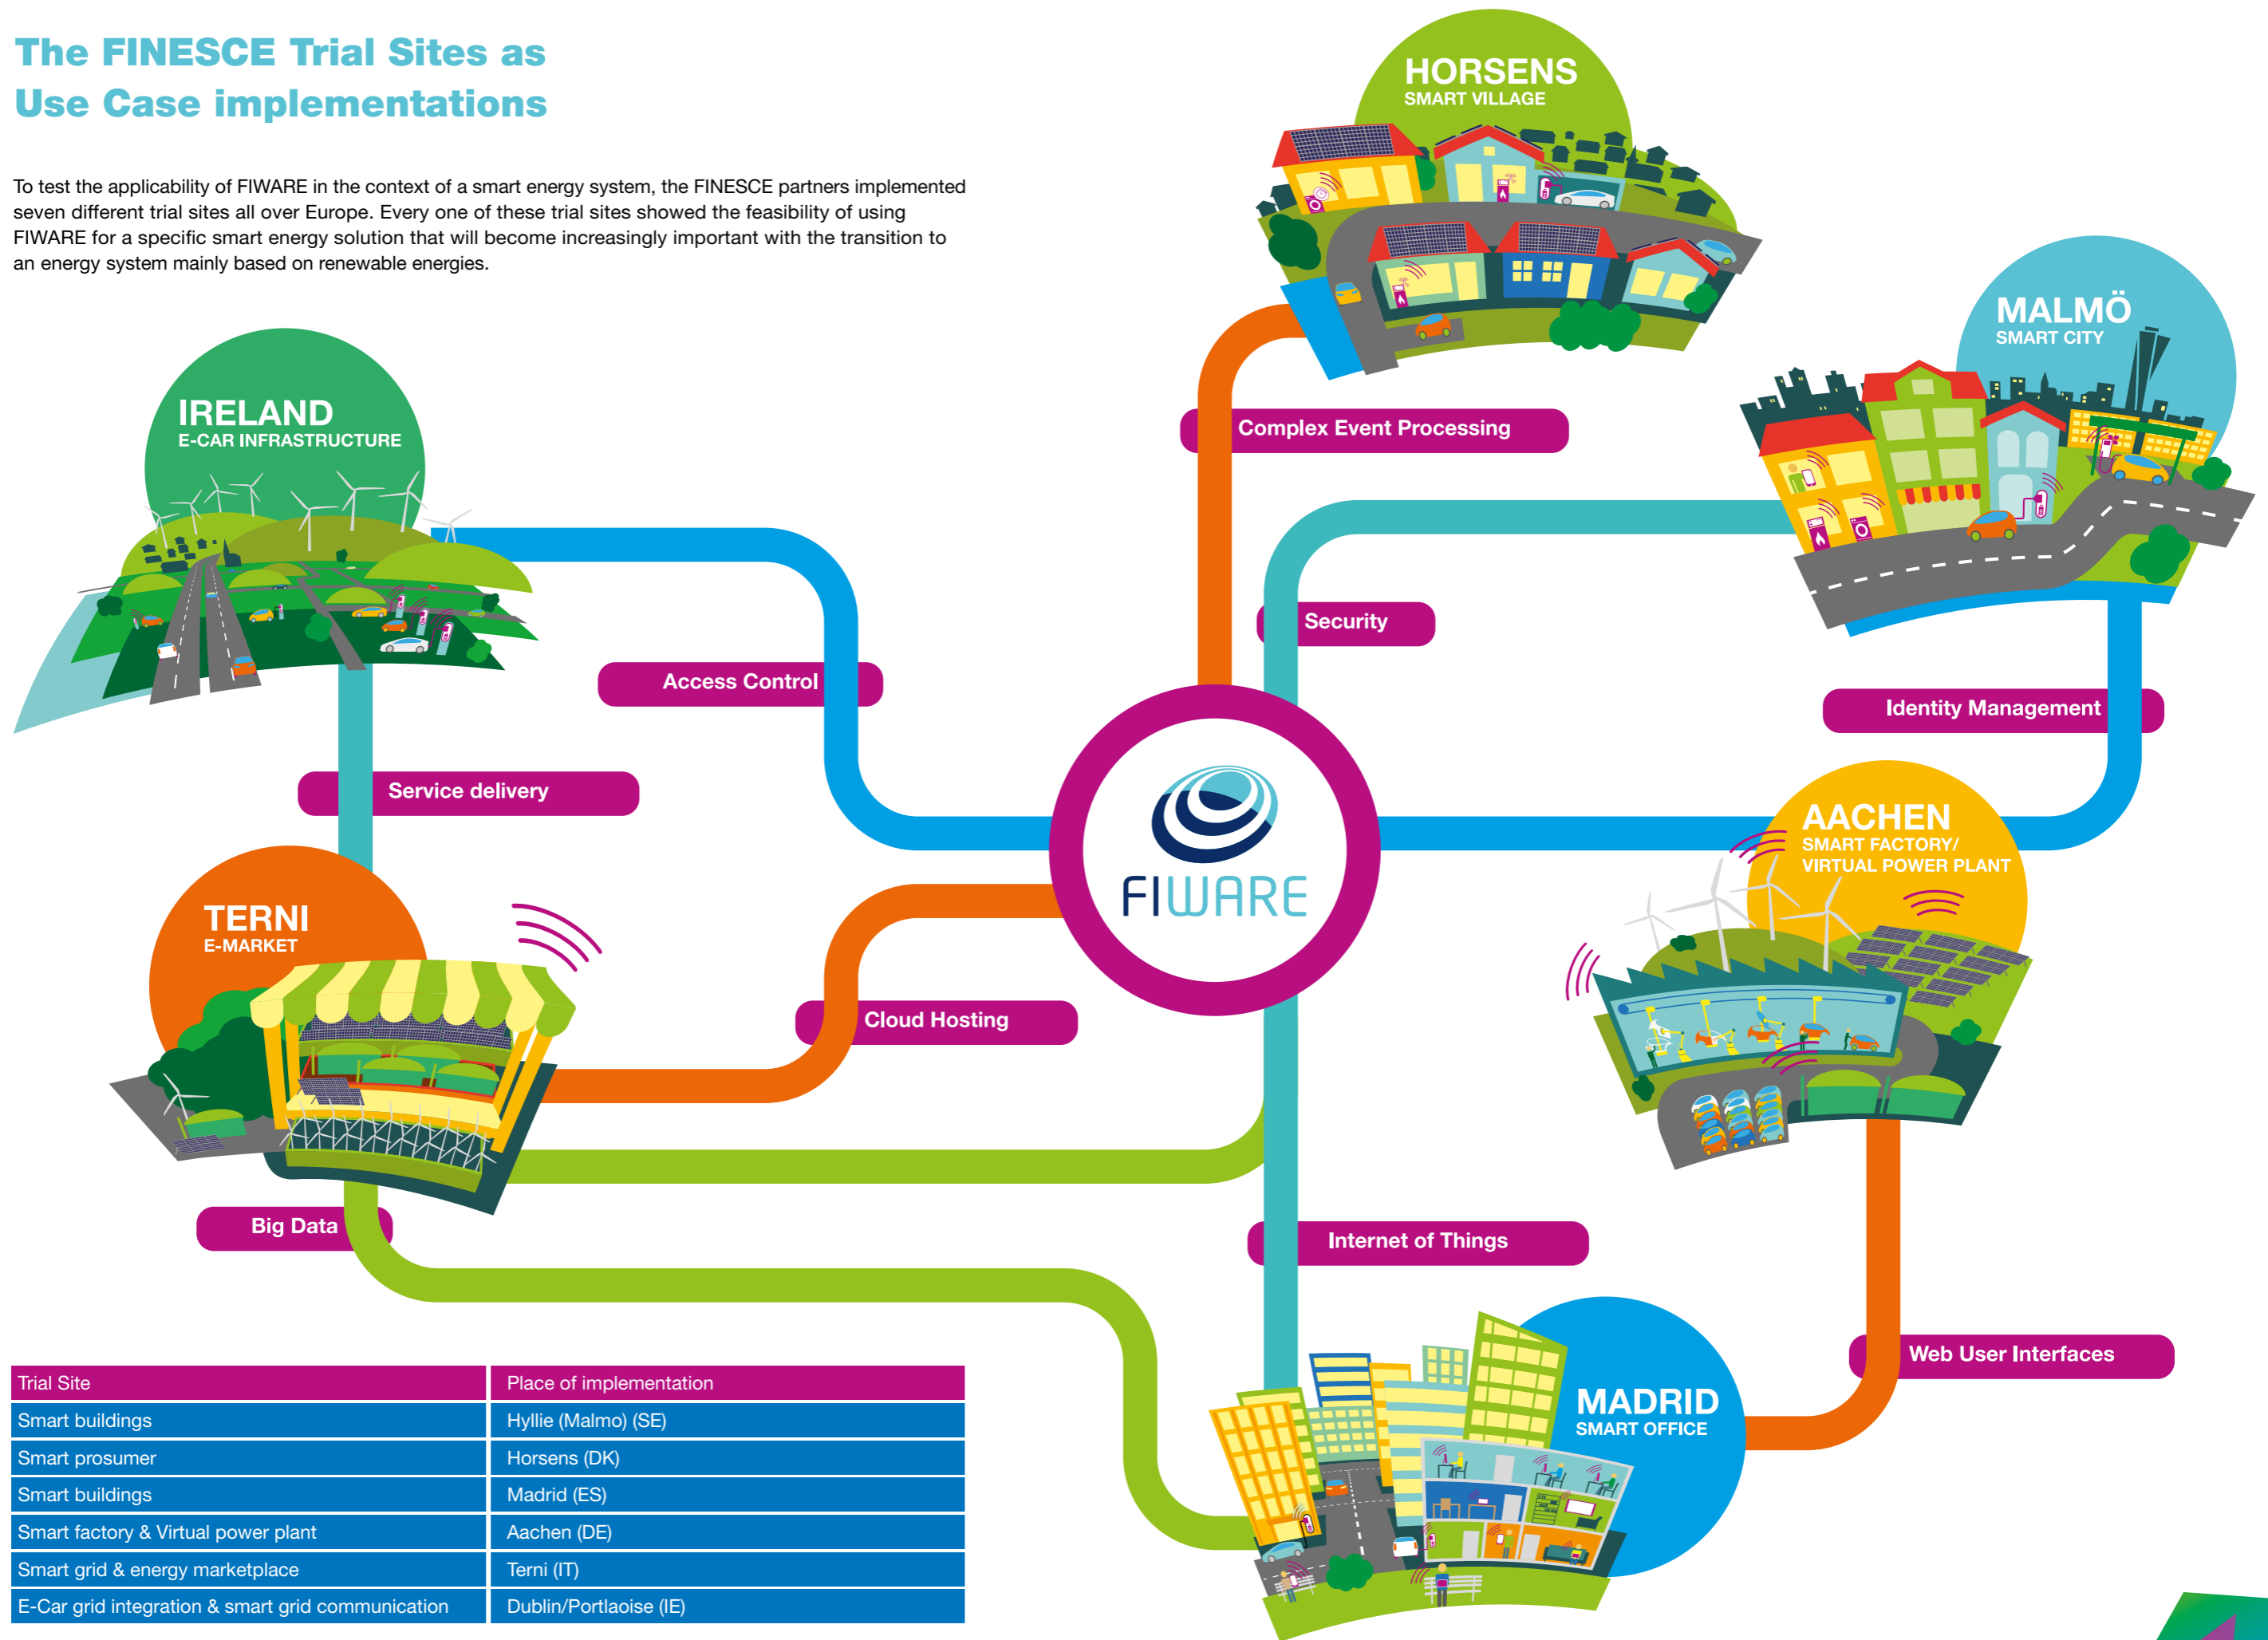 The FINESCE Trial Sites as
Use Case implementations
To test the applicability of FIWARE in the context of a smart energy system, the FINESCE partners implemented
seven different trial sites all over Europe. Every one of these trial sites showed the feasibility of using
FIWARE for a specific smart energy solution that will become increasingly important with the transition to
an energy system mainly based on renewable energies.
HORSENS
SMART VILLAGE
MALMÖ
SMART CITY
IRELAND
E-CAR INFRASTRUCTURE
Complex Event Processing
Security
Access Control
Identity Management
Service delivery
AACHEN
SMART FACTORY/
VIRTUAL POWER PLANT
FIWARE
TERNI
E-MARKET
Cloud Hosting
Big Data
Internet of Things
Web User Interfaces
MADRID
SMART OFFICE
Trial Site Place of implementation
Smart buildings Hyllie (Malmo) (SE)
Smart prosumer Horsens (DK)
Smart buildings Madrid (ES)
Smart factory & Virtual power plant Aachen (DE)
Smart grid & energy marketplace Terni (IT)
E-Car grid integration & smart grid communication Dublin/Portlaoise (IE)